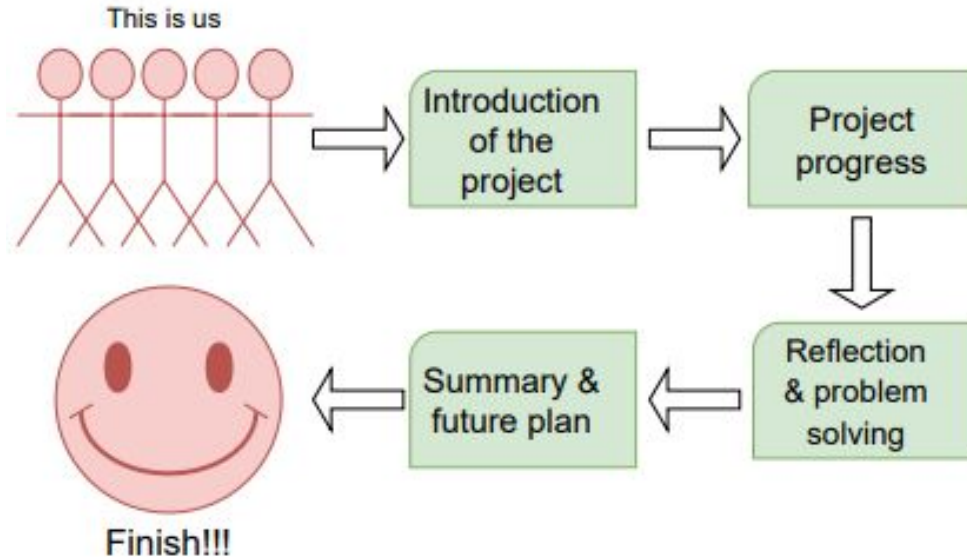 This is us
Introduction
of the
project
Project
progress
Reflection
& problem
solving
Summary &
future plan
Finish!!!